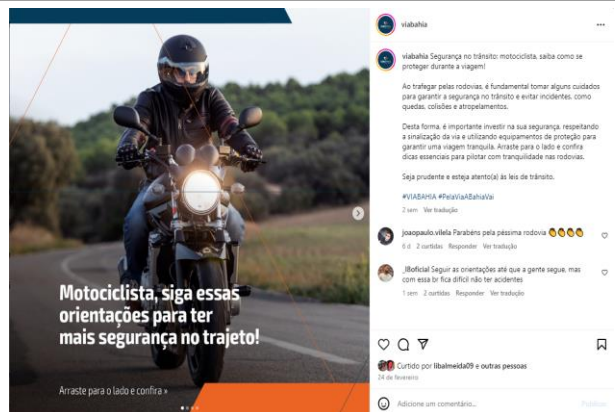 Motociclista, siga essas
orientações para ter
mais segurança no trajeto!
Arraste para o lado e confira »
viabahia
viabahia Segurança no trânsito: motociclista, saiba como se
proteger durante a viagem!
Ao trafegar pelas rodovias, é fundamental tomar alguns cuidados
para garantir a segurança no trânsito e evitar incidentes, como
quedas, colisões e atropelamentos.
Desta forma, é importante investir na sua segurança, respeitando
a sinalização da via e utilizando equipamentos de proteção para
garantir uma viagem tranquila. Arraste para o lado e confira
dicas essenciais para pilotar com tranquilidade nas rodovias.
Seja prudente e esteja atento(a) às leis de trânsito.
#VIABAHIA #PelaViaABahiaVai
2 sem Ver tradução
joaopaulo.vilela Parabéns pela péssima rodovia 👏👏👏👏
6 d 2 curtidas Responder Ver tradução
_l8oficial Seguir as orientações até que a gente segue, mas
com essa br fica difícil não ter acidentes
1 sem 2 curtidas Responder Ver tradução
Curtido por libalmeida09 e outras pessoas
24 de fevereiro
Adicione um comentário...
Publicar